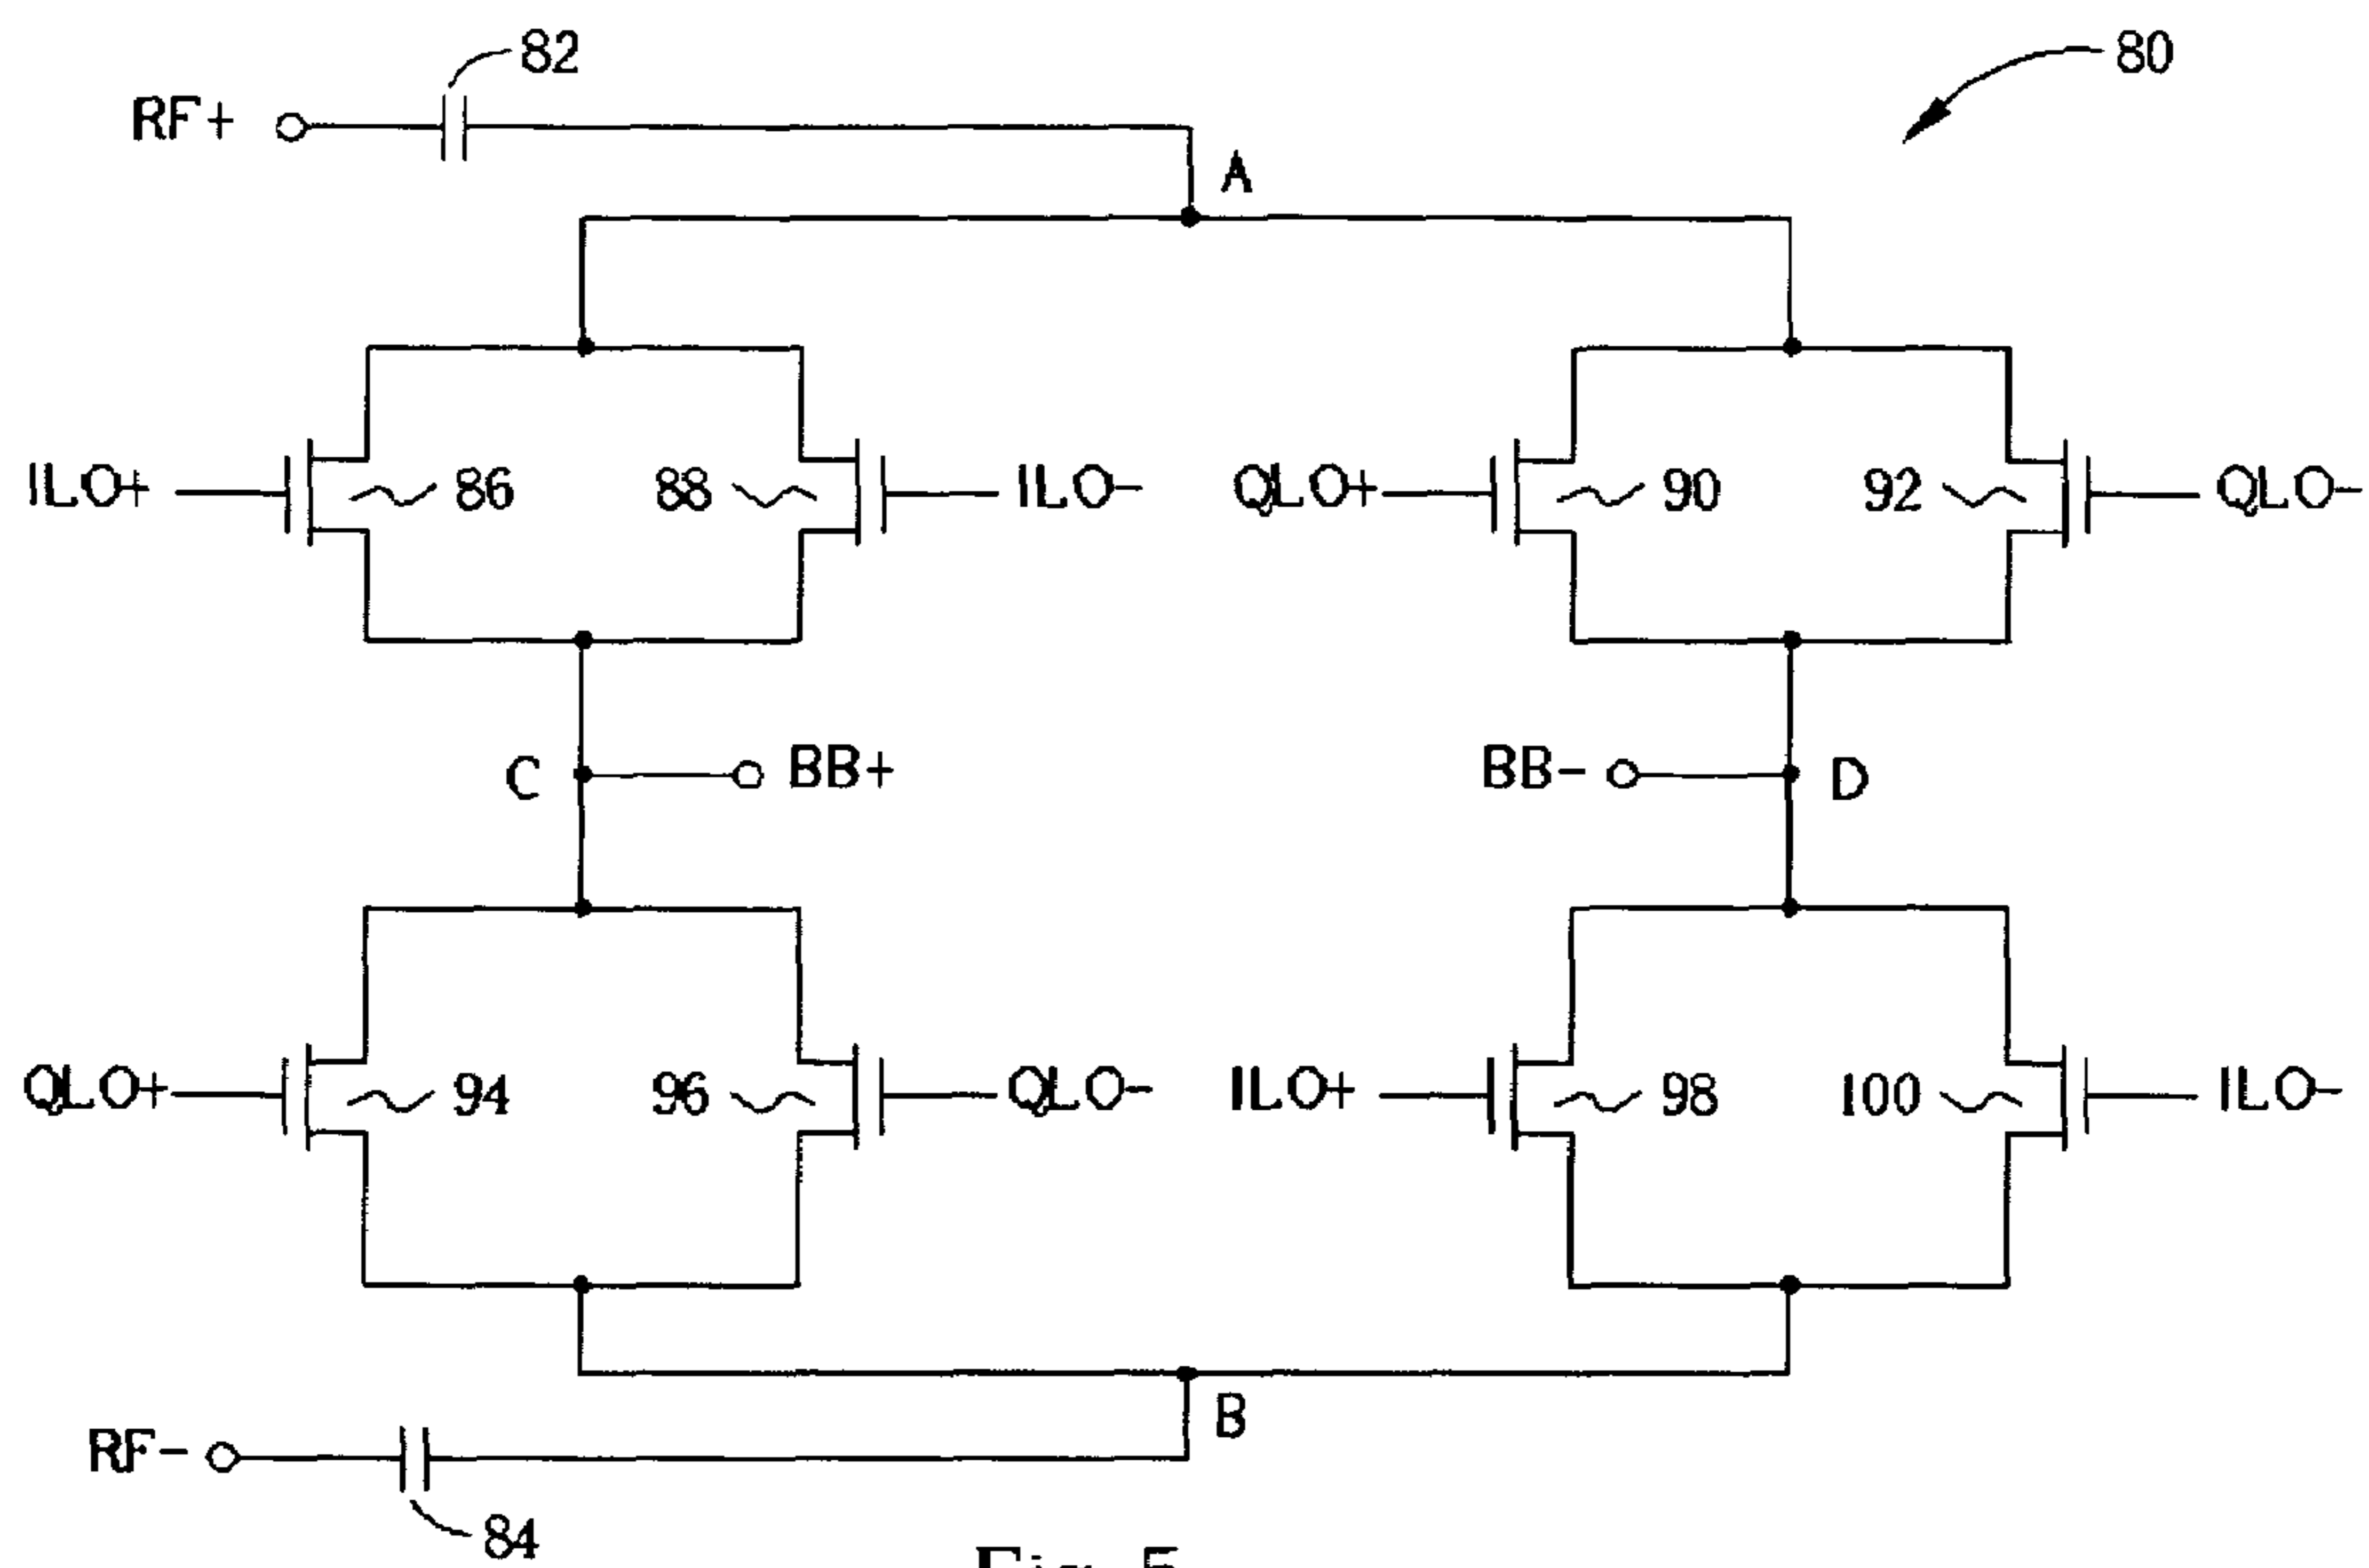 82
80
RF+
A
ILO+ 86 88 ILO- QLO+ 90 92 QLO-
C BB+ BB- D
QLO+ 94 96 QLO- ILO+ 98 100 ILO-
B
RF-
84